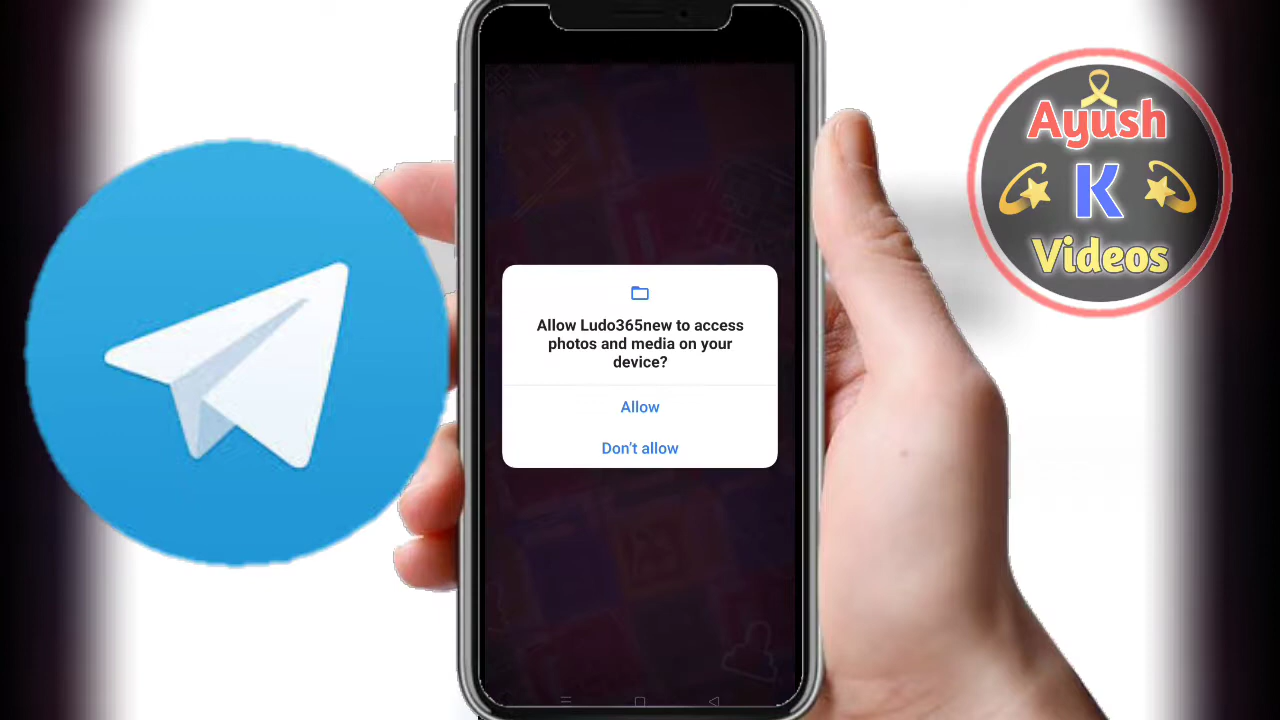 Ayush
K
Videos
Allow Ludo365new to access
photos and media on your
device?
Allow
Don't allow